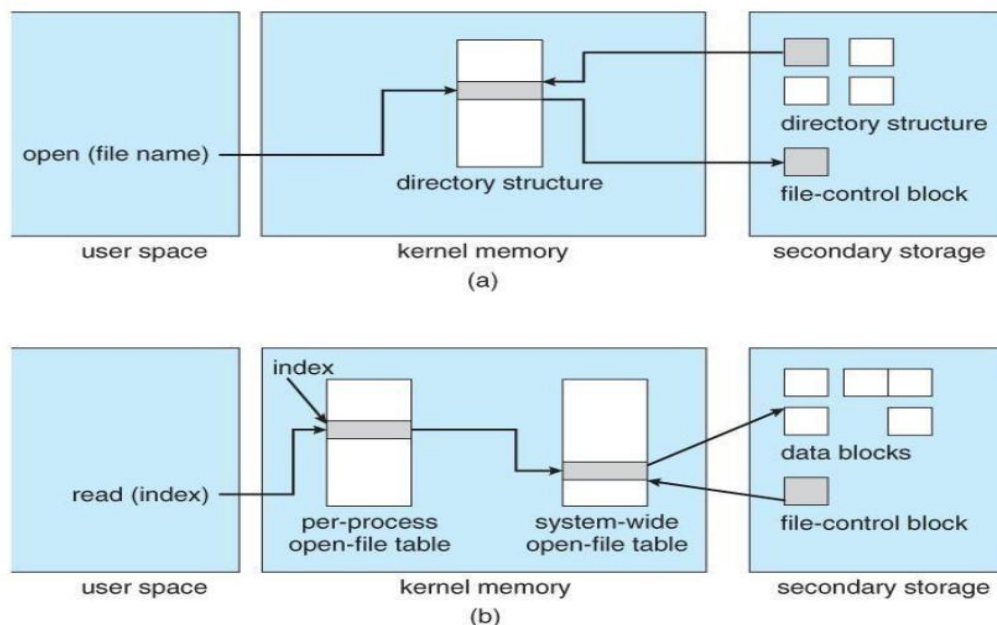 directory structure
open (file name)
directory structure
file-control block
user space
kernel memory
secondary storage
(a)
index
data blocks
read (index)
per-process
open-file table
system-wide
open-file table
file-control block
user space
kernel memory
secondary storage
(b)